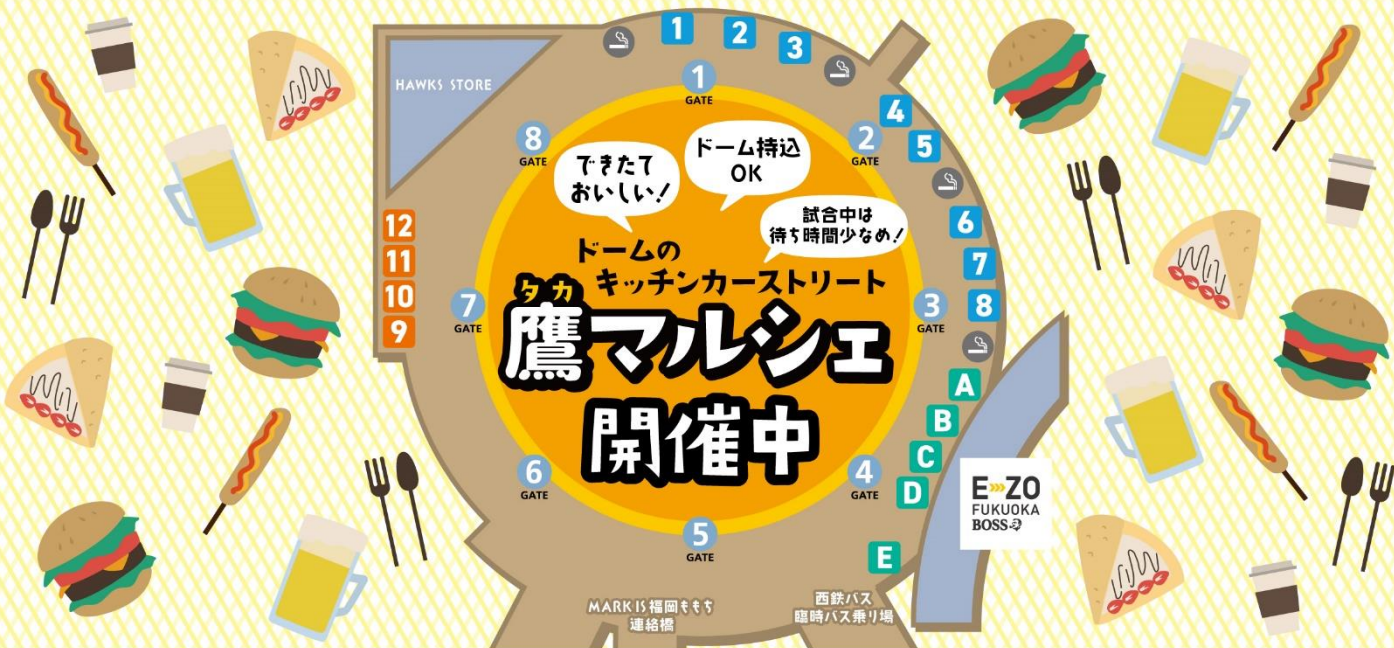 1
2
3
1
GATE
HAWKS STORE
4
5
8
GATE
2
GATE
できたて
おいしい!
ドーム持込
OK
試合中は
待ち時間少なめ!
12
11
10
9
6
7
8
7
GATE
3
GATE
ドームの
キッチンカーストリート
タカ
鷹マルシェ
開催中
A
B
C
D
E
6
GATE
4
GATE
5
GATE
E»»ZO
FUKUOKA
BOSS
MARK IS 福岡ももち
連絡橋
西鉄バス
臨時バス乗り場